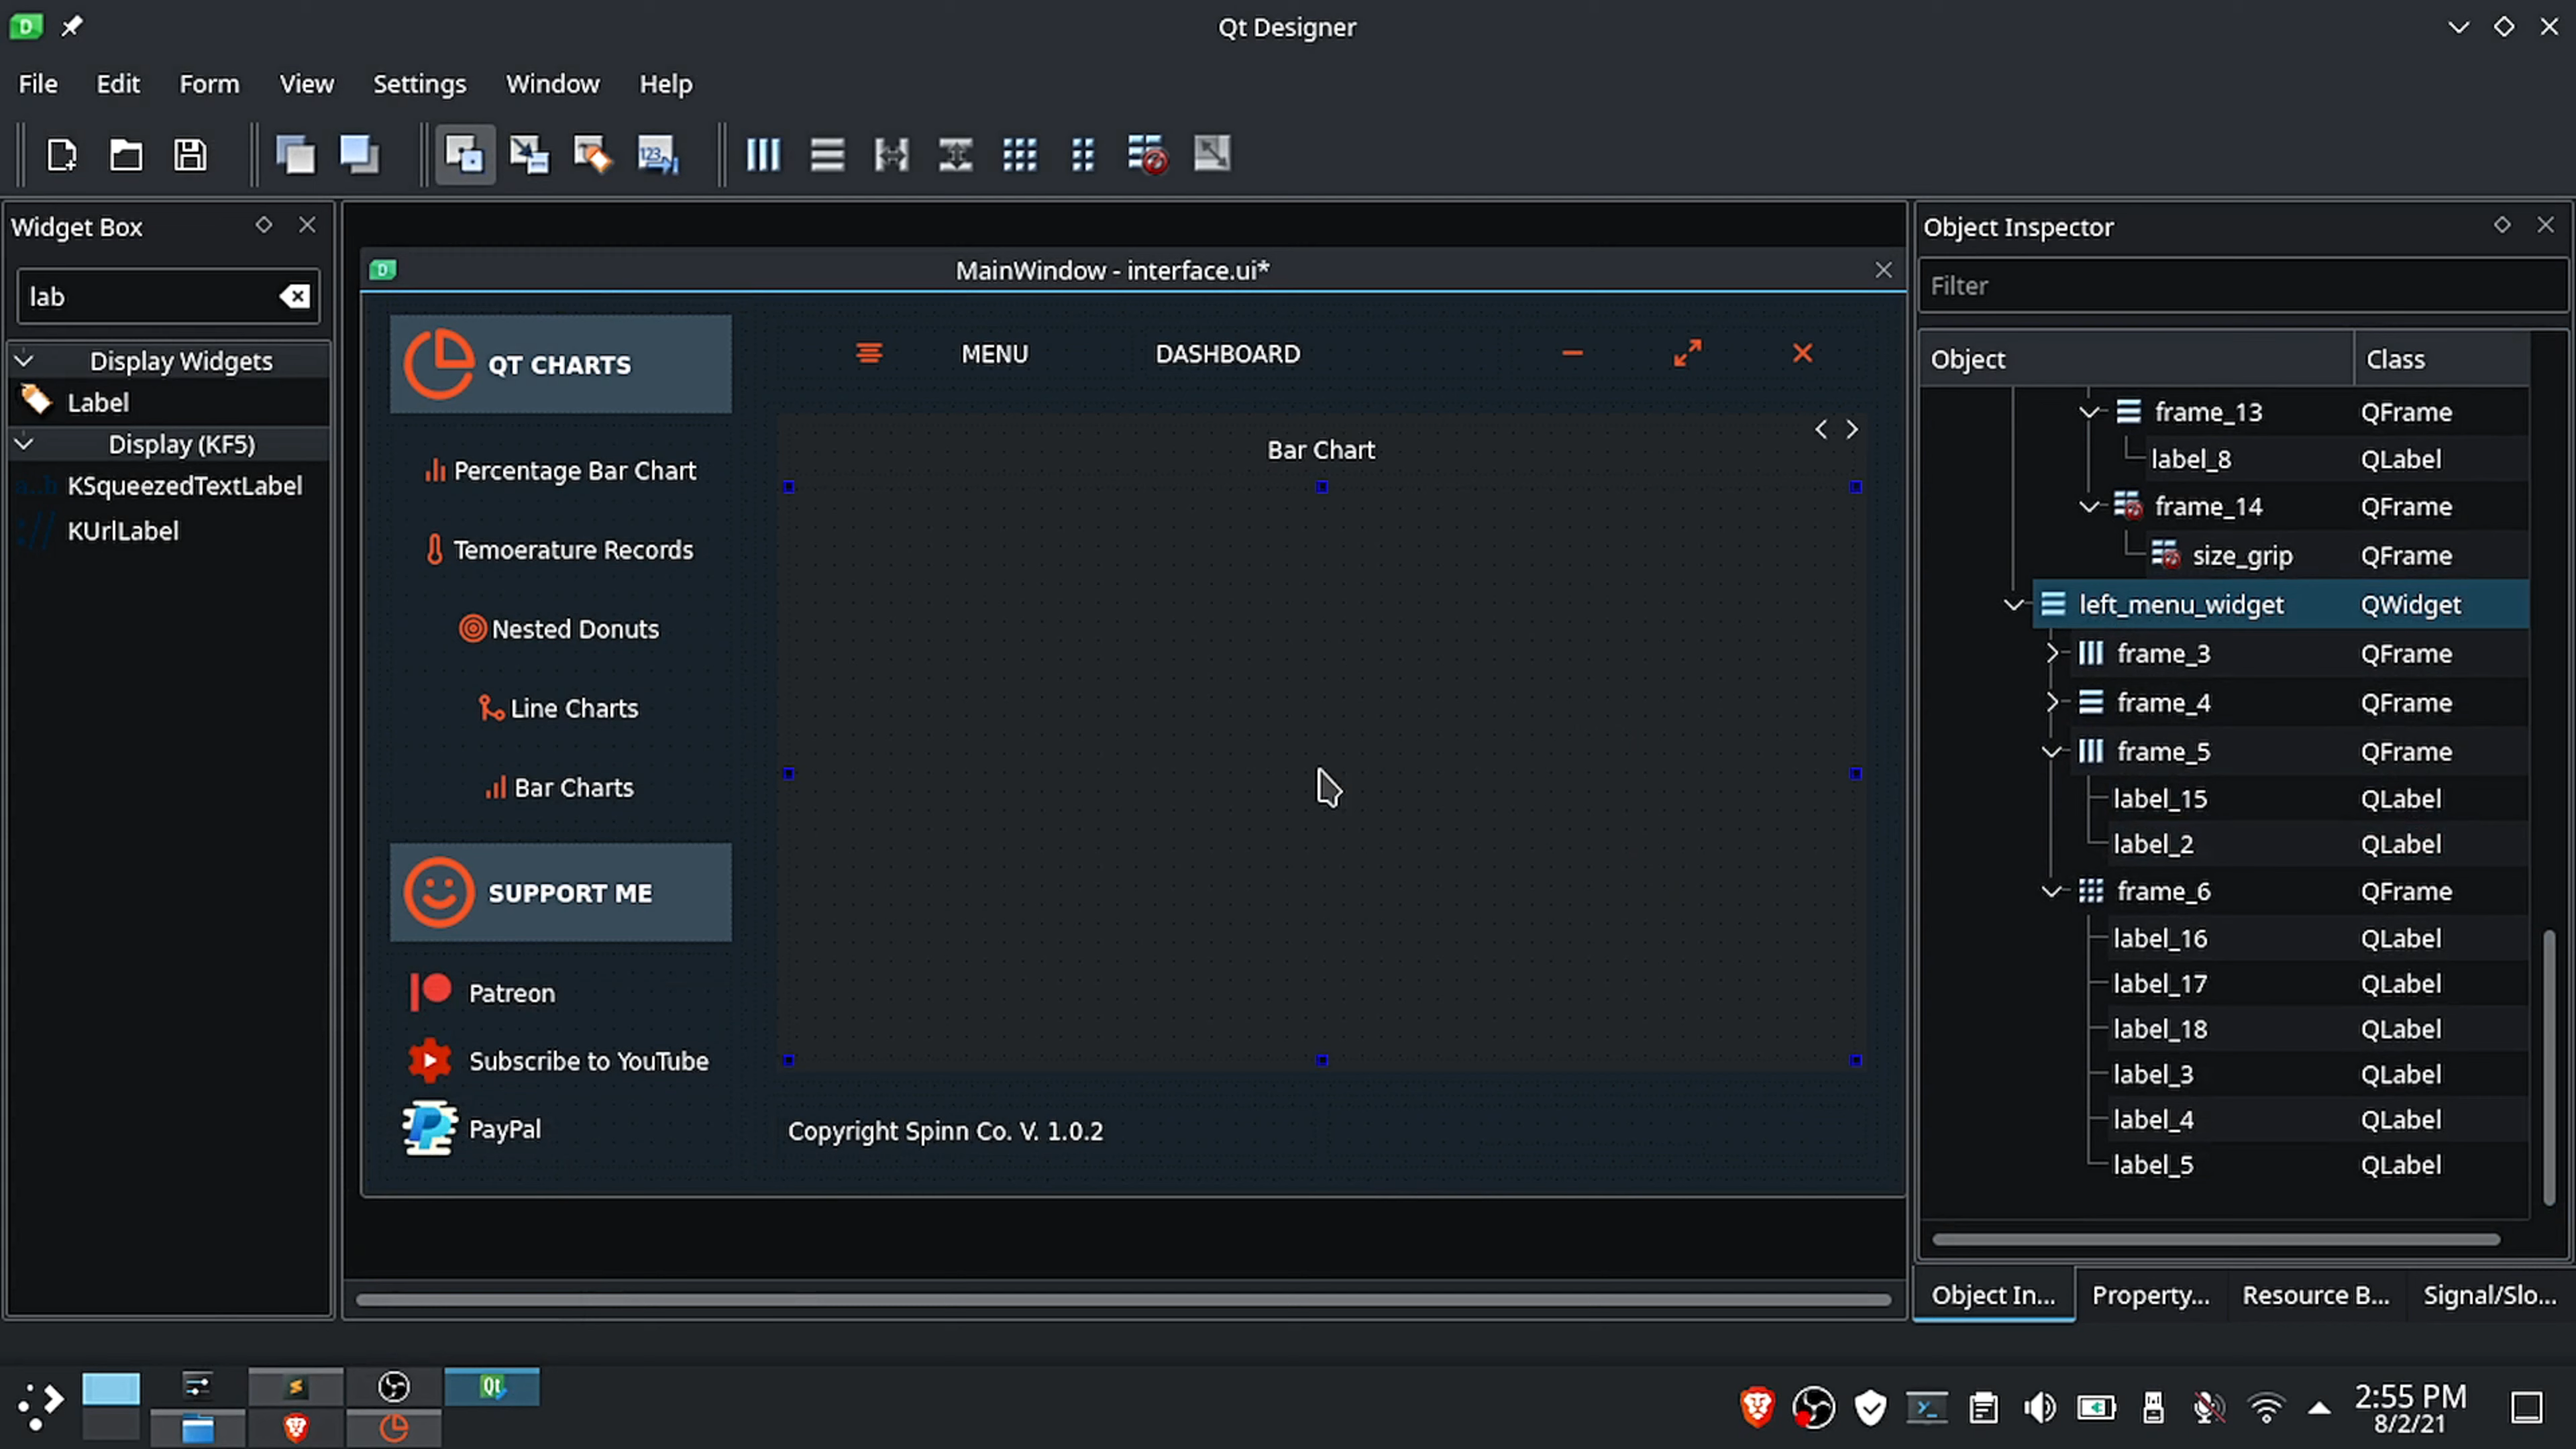 Qt Designer
File Edit Form View Settings Window Help
Widget Box
lab
Display Widgets
Label
Display (KF5)
KSqueezedTextLabel
KUrlLabel
MainWindow - interface.ui*
QT CHARTS
Percentage Bar Chart
Temoerature Records
Nested Donuts
Line Charts
Bar Charts
SUPPORT ME
Patreon
Subscribe to YouTube
PayPal
MENU DASHBOARD
Bar Chart
Copyright Spinn Co. V. 1.0.2
Object Inspector
Filter
Object Class
frame_13 QFrame
label_8 QLabel
frame_14 QFrame
size_grip QFrame
left_menu_widget QWidget
frame_3 QFrame
frame_4 QFrame
frame_5 QFrame
label_15 QLabel
label_2 QLabel
frame_6 QFrame
label_16 QLabel
label_17 QLabel
label_18 QLabel
label_3 QLabel
label_4 QLabel
label_5 QLabel
Object In... Property... Resource B... Signal/Slo...
2:55 PM
8/2/21